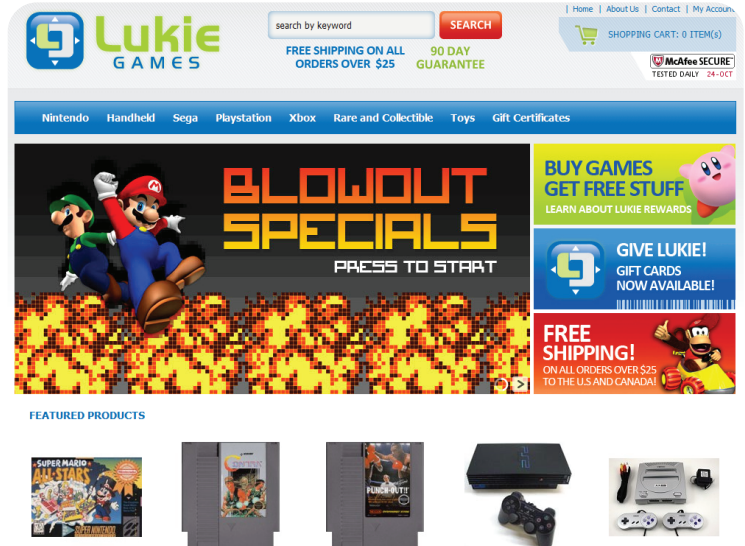 | Home | About Us | Contact | My Account
Lukie
GAMES
search by keyword
SEARCH
SHOPPING CART: 0 ITEM(s)
FREE SHIPPING ON ALL
ORDERS OVER $25
90 DAY
GUARANTEE
McAfee SECURE
TESTED DAILY 24-OCT
Nintendo Handheld Sega Playstation Xbox Rare and Collectible Toys Gift Certificates
BLOWOUT
SPECIALS
PRESS TO START
BUY GAMES
GET FREE STUFF
LEARN ABOUT LUKIE REWARDS
GIVE LUKIE!
GIFT CARDS
NOW AVAILABLE!
FREE
SHIPPING!
ON ALL ORDERS OVER $25
TO THE U.S AND CANADA!
FEATURED PRODUCTS
SUPER MARIO
ALL-STARS
SUPER NINTENDO
PUNCH-OUT!!
PS2